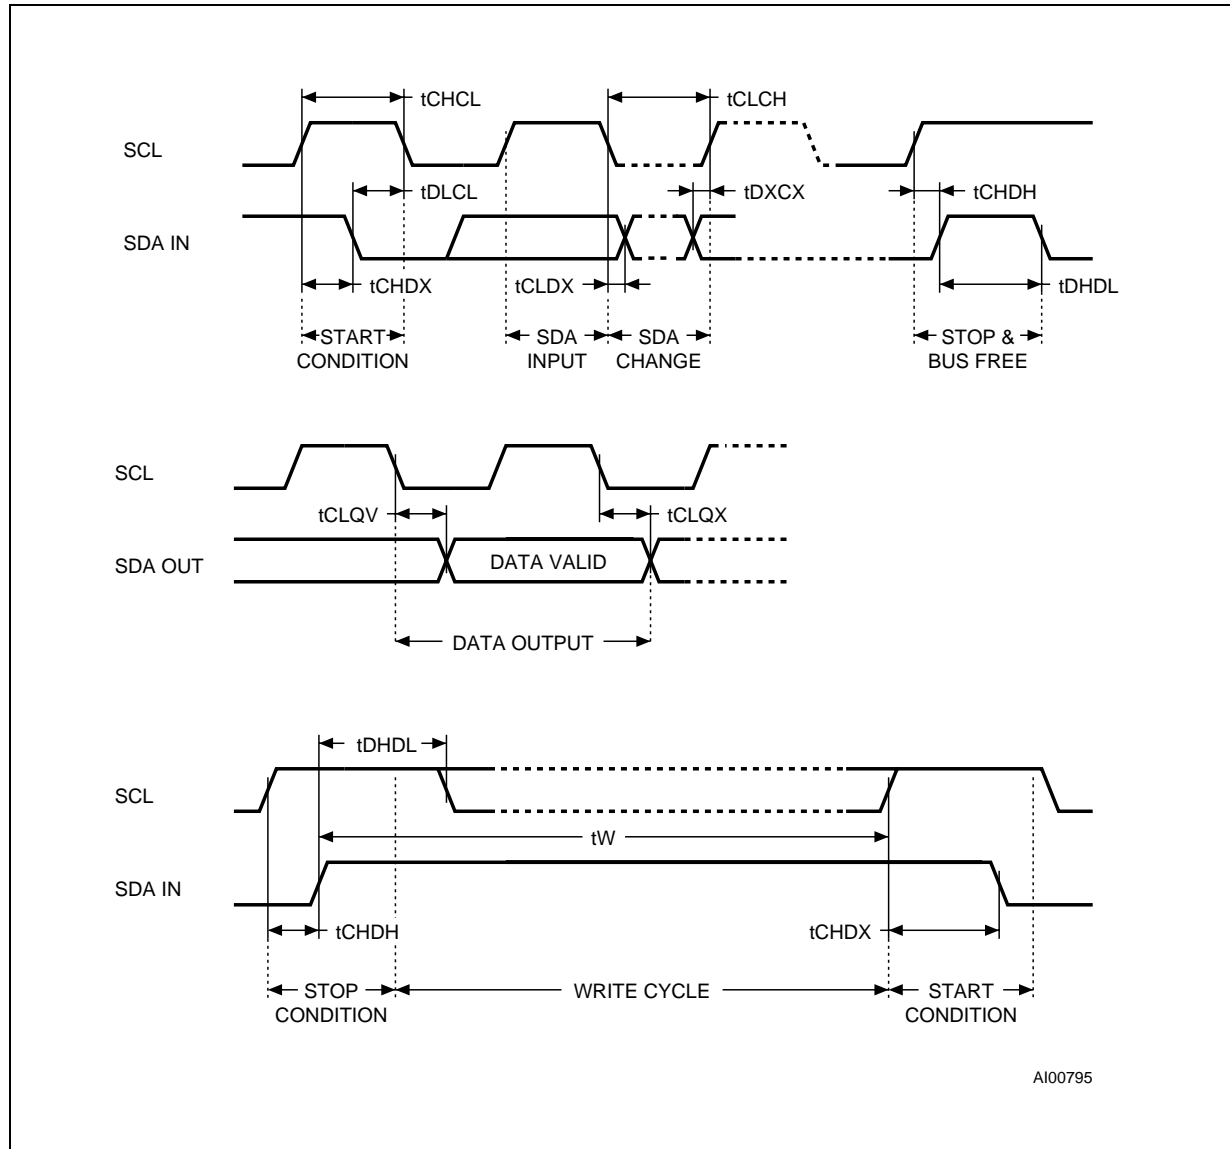 tCHCL
tCLCH
SCL
tDLCL
tDXCX
tCHDH
SDA IN
tCHDX
tCLDX
tDHDL
START
CONDITION
SDA
INPUT
SDA
CHANGE
STOP &
BUS FREE
SCL
tCLQV
tCLQX
SDA OUT
DATA VALID
DATA OUTPUT
tDHDL
SCL
tW
SDA IN
tCHDH
tCHDX
STOP
CONDITION
WRITE CYCLE
START
CONDITION
AI00795